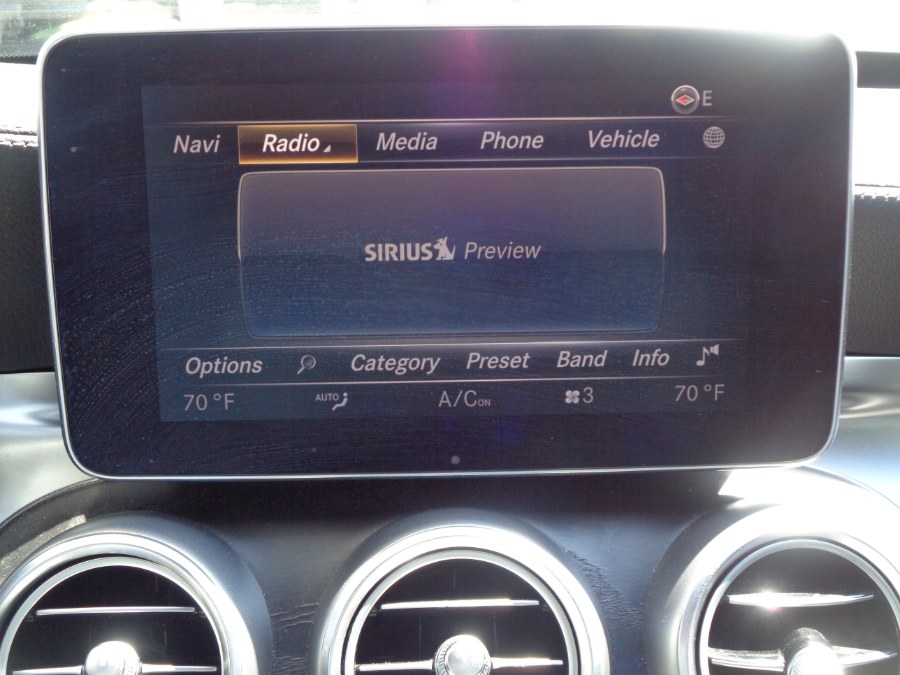 E
Navi Radio Media Phone Vehicle
SIRIUS Preview
Options Category Preset Band Info
70 °F AUTO A/C ON 3 70 °F